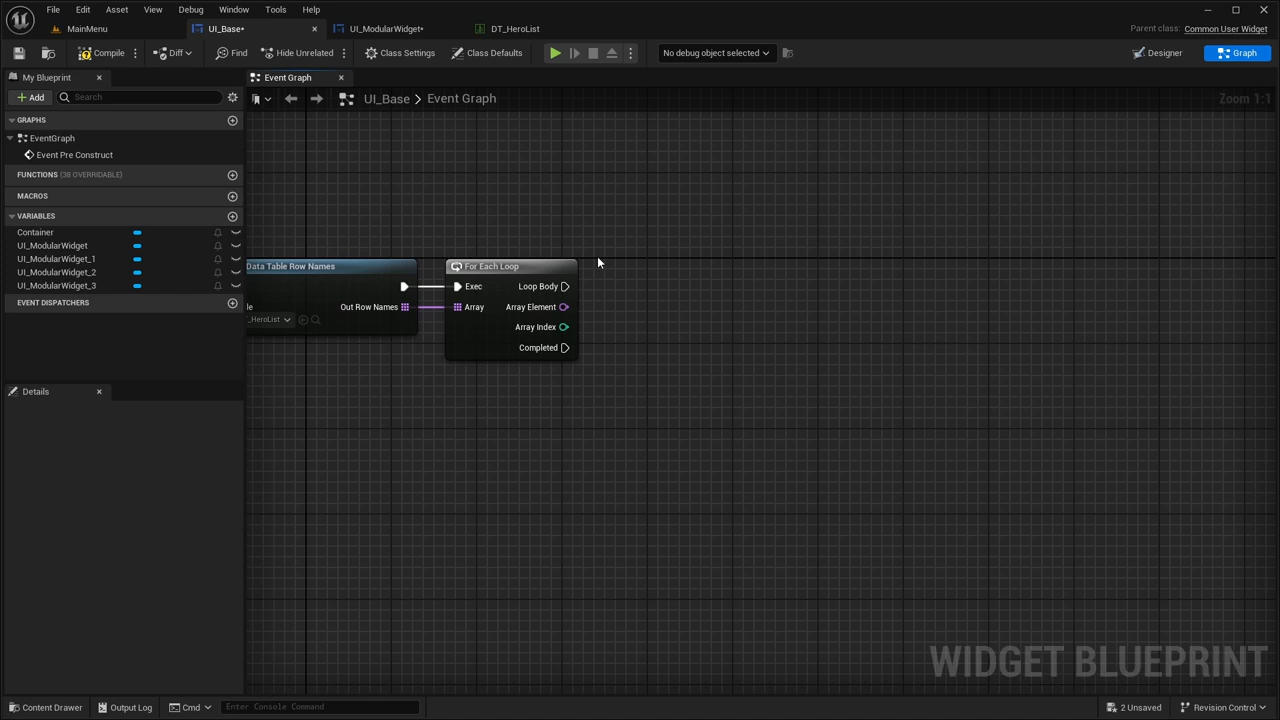 File Edit Asset View Debug Window Tools Help
MainMenu UI_Base* UI_ModularWidget* DT_HeroList Parent class: Common User Widget
Compile Diff Find Hide Unrelated Class Settings Class Defaults No debug object selected Designer Graph
My Blueprint Event Graph
Add Search UI_Base > Event Graph Zoom 1:1
GRAPHS
EventGraph
Event Pre Construct
FUNCTIONS (38 OVERRIDABLE)
MACROS
VARIABLES
Container
UI_ModularWidget
UI_ModularWidget_1
UI_ModularWidget_2
UI_ModularWidget_3
EVENT DISPATCHERS
Data Table Row Names For Each Loop
Exec Loop Body
le Out Row Names Array Array Element
_HeroList Array Index
Completed
Details
WIDGET BLUEPRINT
Content Drawer Output Log Cmd Enter Console Command 2 Unsaved Revision Control